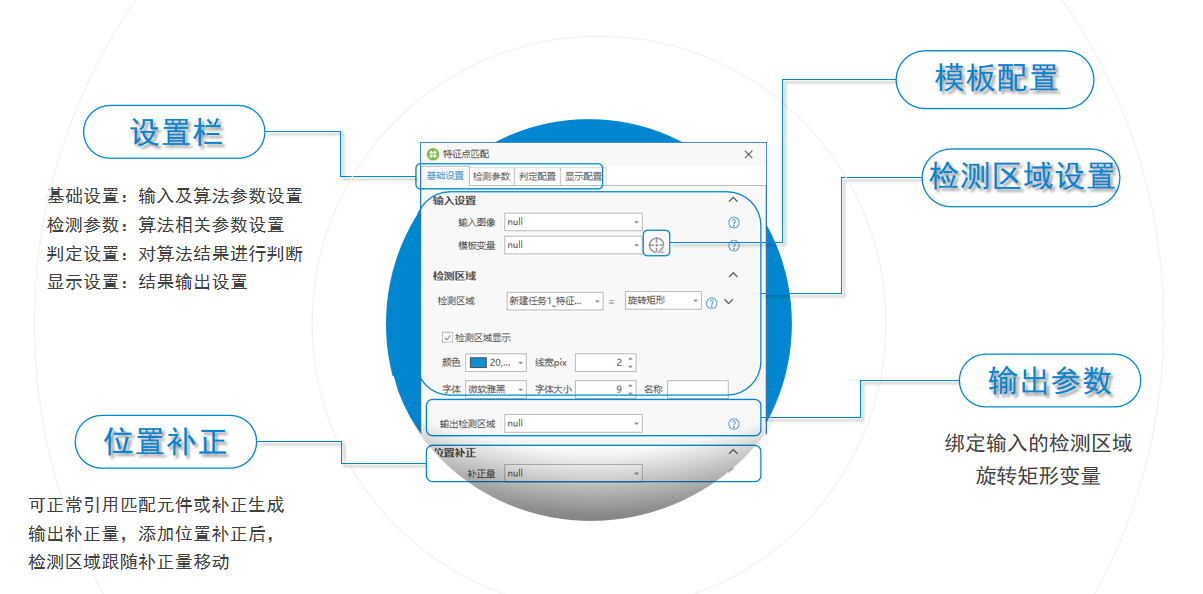 设置栏
基础设置：输入及算法参数设置
检测参数：算法相关参数设置
判定设置：对算法结果进行判断
显示设置：结果输出设置
位置补正
可正常引用匹配元件或补正生成
输出补正量，添加位置补正后，
检测区域跟随补正量移动
特征点匹配
基础设置 检测参数 判定配置 显示配置
输入设置
输入图像 null
模板变量 null
检测区域
检测区域 新建任务1_特征... = 旋转矩形
检测区域显示
颜色 20,... 线宽pix 2
字体 微软雅黑 字体大小 9 名称
输出检测区域 null
位置补正
补正量 null
模板配置
检测区域设置
输出参数
绑定输入的检测区域
旋转矩形变量